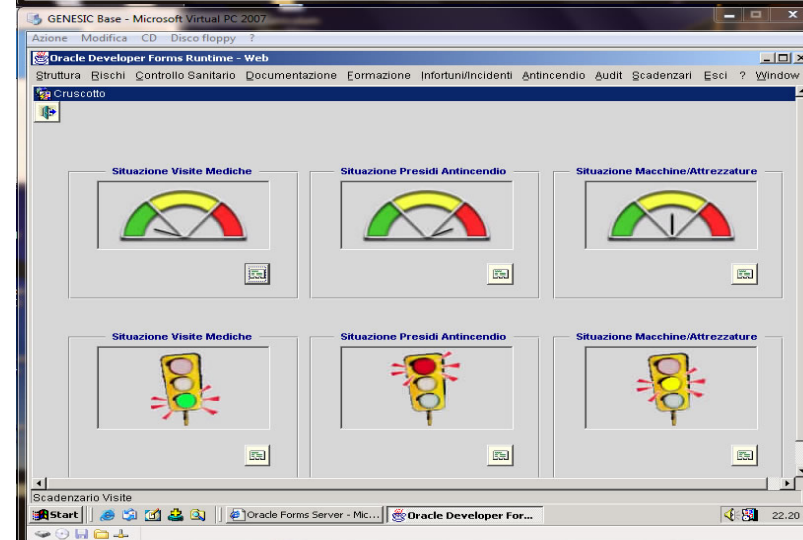 GENESIC Base - Microsoft Virtual PC 2007
Azione Modifica CD Disco floppy ?
Oracle Developer Forms Runtime - Web
Struttura Rischi Controllo Sanitario Documentazione Formazione Infortuni/Incidenti Antincendio Audit Scadenzari Esci ? Window
Cruscotto
Situazione Visite Mediche Situazione Presidi Antincendio Situazione Macchine/Attrezzature
Situazione Visite Mediche Situazione Presidi Antincendio Situazione Macchine/Attrezzature
Scadenzario Visite
Start Oracle Forms Server - Mic... Oracle Developer For... 22.20